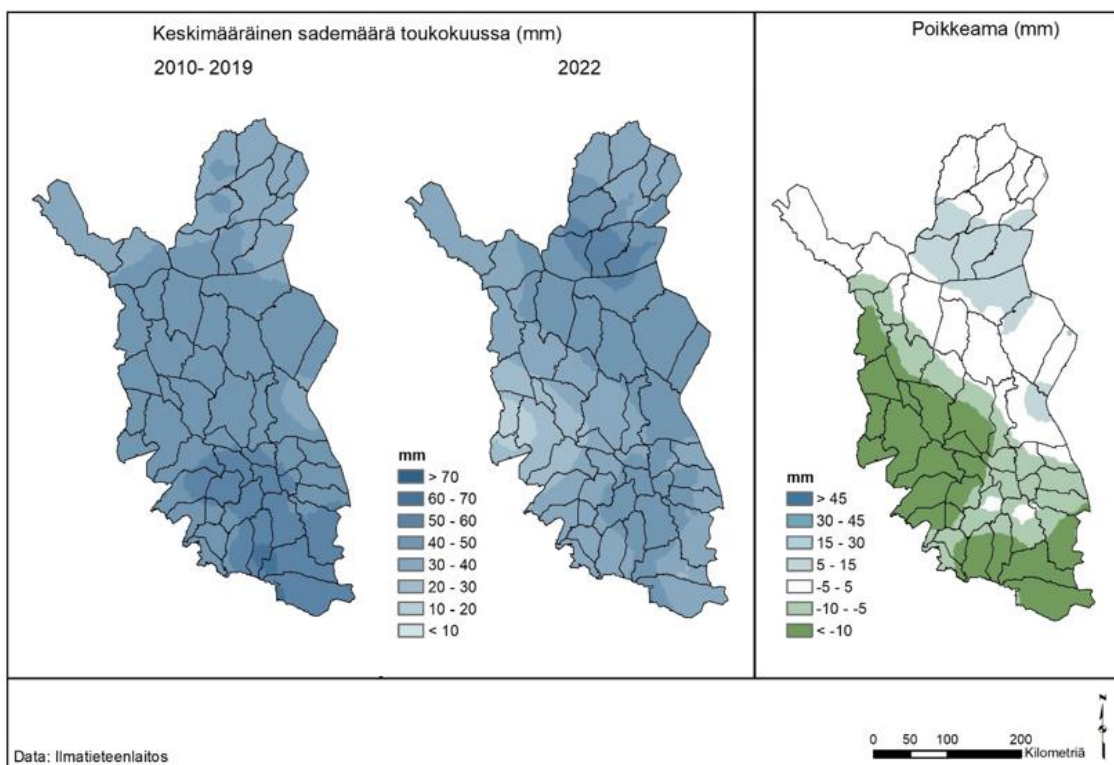 Keskimääräinen sademäärä toukokuussa (mm)
2010- 2019
2022
Poikkeama (mm)
mm
> 70
60 - 70
50 - 60
40 - 50
30 - 40
20 - 30
10 - 20
< 10
mm
> 45
30 - 45
15 - 30
5 - 15
-5 - 5
-10 - -5
< -10
Data: Ilmatieteenlaitos
0 50 100 200
Kilometriä
N